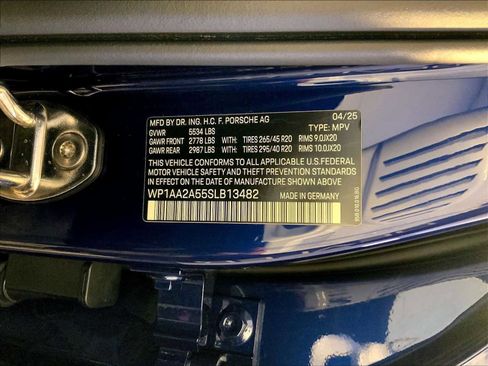 MFD BY DR. ING. H.C. F. PORSCHE AG 04/25
GVWR 5534 LBS TYPE: MPV
GAWR FRONT 2778 LBS WITH: TIRES 265/45 R20 RIMS 9.0JX20
GAWR REAR 2987 LBS WITH: TIRES 295/40 R20 RIMS 10.0JX20
THIS VEHICLE CONFORMS TO ALL APPLICABLE U.S.FEDERAL
MOTOR VEHICLE SAFETY AND THEFT PREVENTION STANDARDS
IN EFFECT ON THE DATE OF MANUFACTURE SHOWN ABOVE.
WP1AA2A55SLB13482
MADE IN GERMANY